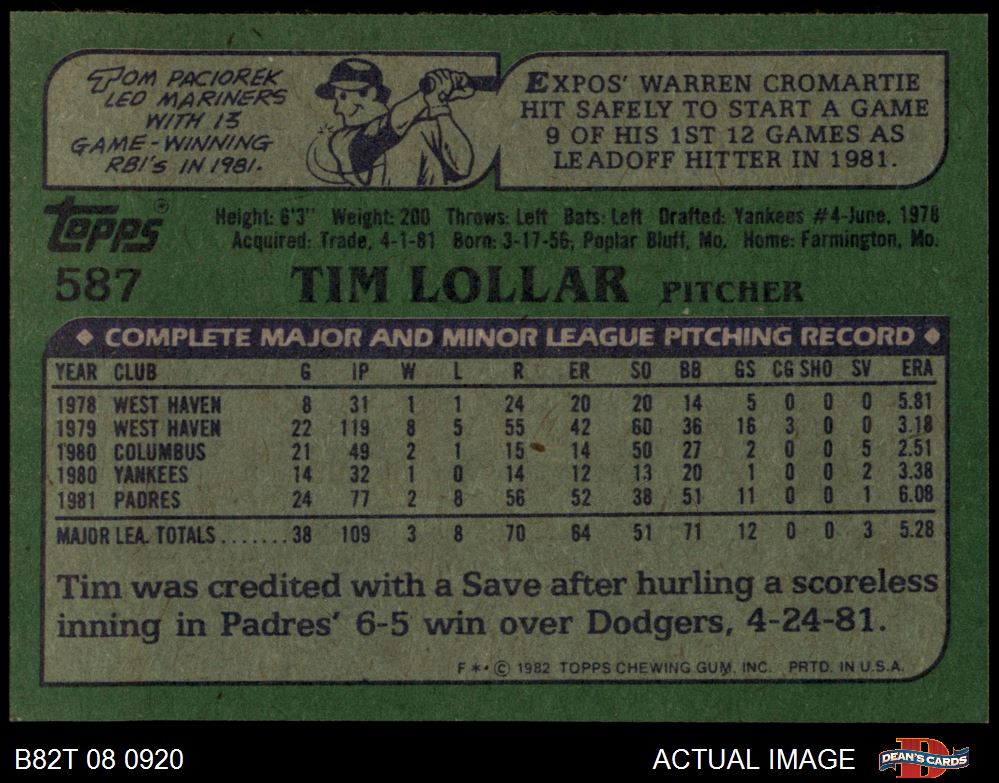 TOM PACIOREK
LED MARINERS
WITH 13
GAME-WINNING
RBI's IN 1981.
EXPOS' WARREN CROMARTIE
HIT SAFELY TO START A GAME
9 OF HIS 1ST 12 GAMES AS
LEADOFF HITTER IN 1981.
Topps®
587
Height: 6'3" Weight: 200 Throws: Left Bats: Left Drafted: Yankees #4-June, 1978
Acquired: Trade, 4-1-81 Born: 3-17-56, Poplar Bluff, Mo. Home: Farmington, Mo.
TIM LOLLAR PITCHER
◆ COMPLETE MAJOR AND MINOR LEAGUE PITCHING RECORD ◆
YEAR CLUB G IP W L R ER SO BB GS CG SHO SV ERA
1978 WEST HAVEN 8 31 1 1 24 20 20 14 5 0 0 0 5.81
1979 WEST HAVEN 22 119 8 5 55 42 60 36 16 3 0 0 3.18
1980 COLUMBUS 21 49 2 1 15 14 50 27 2 0 0 5 2.51
1980 YANKEES 14 32 1 0 14 12 13 20 1 0 0 2 3.38
1981 PADRES 24 77 2 8 56 52 38 51 11 0 0 1 6.08
MAJOR LEA. TOTALS.......38 109 3 8 70 64 51 71 12 0 0 3 5.28
Tim was credited with a Save after hurling a scoreless
inning in Padres' 6-5 win over Dodgers, 4-24-81.
F ✶• © 1982 TOPPS CHEWING GUM, INC. PRTD. IN U.S.A.
B82T 08 0920
ACTUAL IMAGE
DEAN'S CARDS